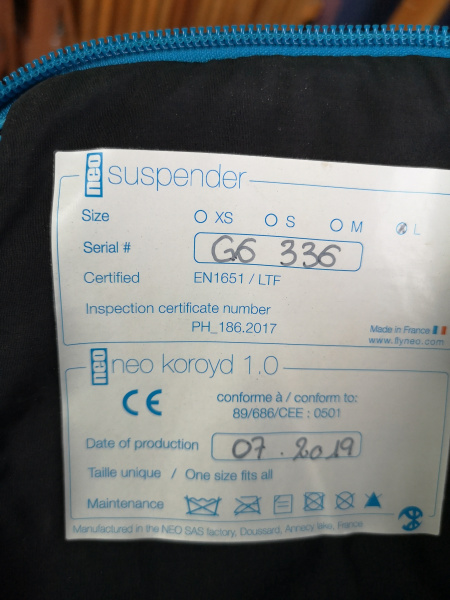 neo suspender
Size XS S M L
Serial # G6 336
Certified EN1651 / LTF
Inspection certificate number
PH_186.2017
Made in France
www.flyneo.com
neo neo koroyd 1.0
CE conforme à / conform to:
89/686/CEE : 0501
Date of production 07.2019
Taille unique / One size fits all
Maintenance
Manufactured in the NEO SAS factory, Doussard, Annecy lake, France